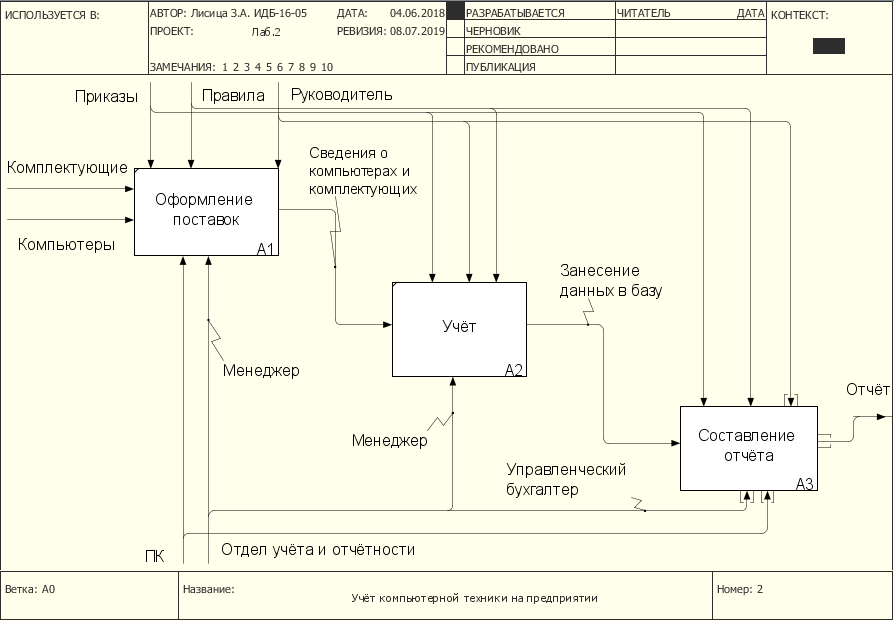 ИСПОЛЬЗУЕТСЯ В:
АВТОР: Лисица З.А. ИДБ-16-05
ДАТА: 04.06.2018
РАЗРАБАТЫВАЕТСЯ
ЧИТАТЕЛЬ
ДАТА
КОНТЕКСТ:
ПРОЕКТ: Лаб.2
РЕВИЗИЯ: 08.07.2019
ЧЕРНОВИК
РЕКОМЕНДОВАНО
ЗАМЕЧАНИЯ: 1 2 3 4 5 6 7 8 9 10
ПУБЛИКАЦИЯ
Приказы
Правила
Руководитель
Комплектующие
Компьютеры
Оформление
поставок
A1
Сведения о
компьютерах и
комплектующих
Менеджер
Учёт
A2
Занесение
данных в базу
Менеджер
Отчёт
Составление
отчёта
A3
Управленческий
бухгалтер
ПК
Отдел учёта и отчётности
Ветка: A0
Название:
Учёт компьютерной техники на предприятии
Номер: 2